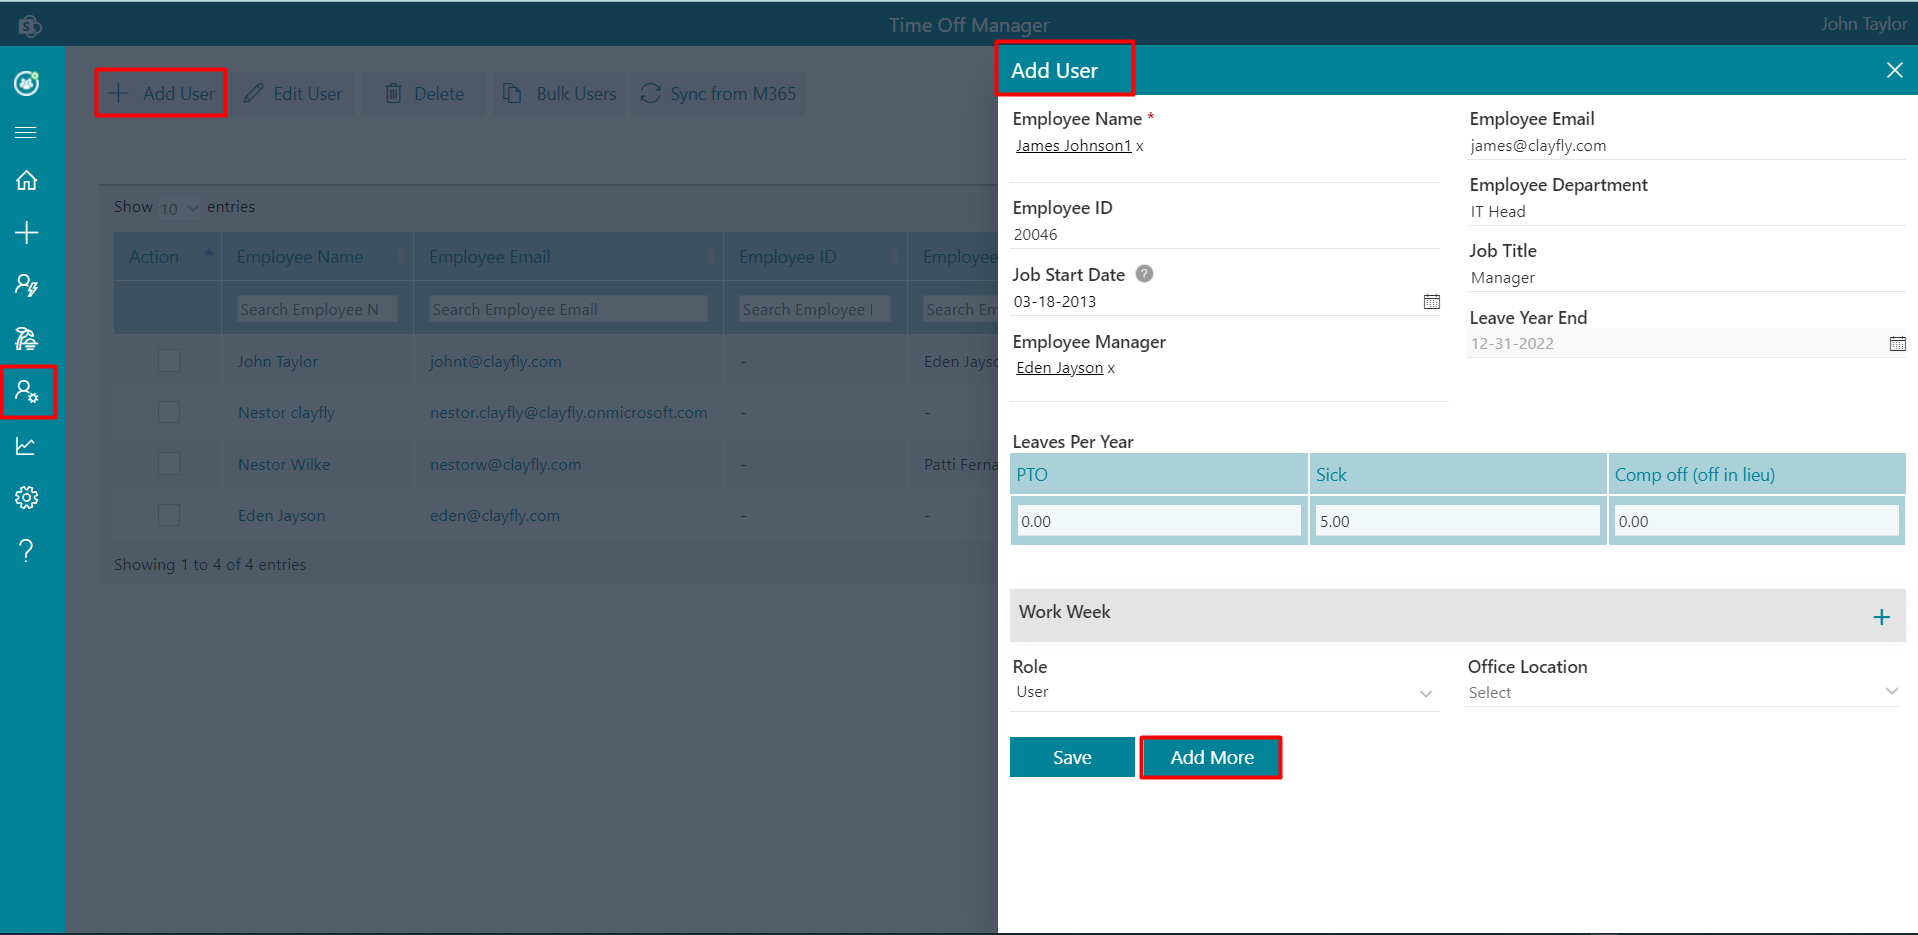 Time Off Manager
John Taylor
Add User
Edit User
Delete
Bulk Users
Sync from M365
Show 10 entries
Action Employee Name Employee Email Employee ID Employee
Search Employee N Search Employee Email Search Employee I Search Em
John Taylor johnt@clayfly.com - Eden Jayso
Nestor clayfly nestor.clayfly@clayfly.onmicrosoft.com - -
Nestor Wilke nestorw@clayfly.com - Patti Ferna
Eden Jayson eden@clayfly.com - -
Showing 1 to 4 of 4 entries
Add User
Employee Name *
James Johnson1 x
Employee Email
james@clayfly.com
Employee ID
20046
Employee Department
IT Head
Job Start Date ?
03-18-2013
Job Title
Manager
Employee Manager
Eden Jayson x
Leave Year End
12-31-2022
Leaves Per Year
PTO Sick Comp off (off in lieu)
0.00 5.00 0.00
Work Week
Role
User
Office Location
Select
Save
Add More